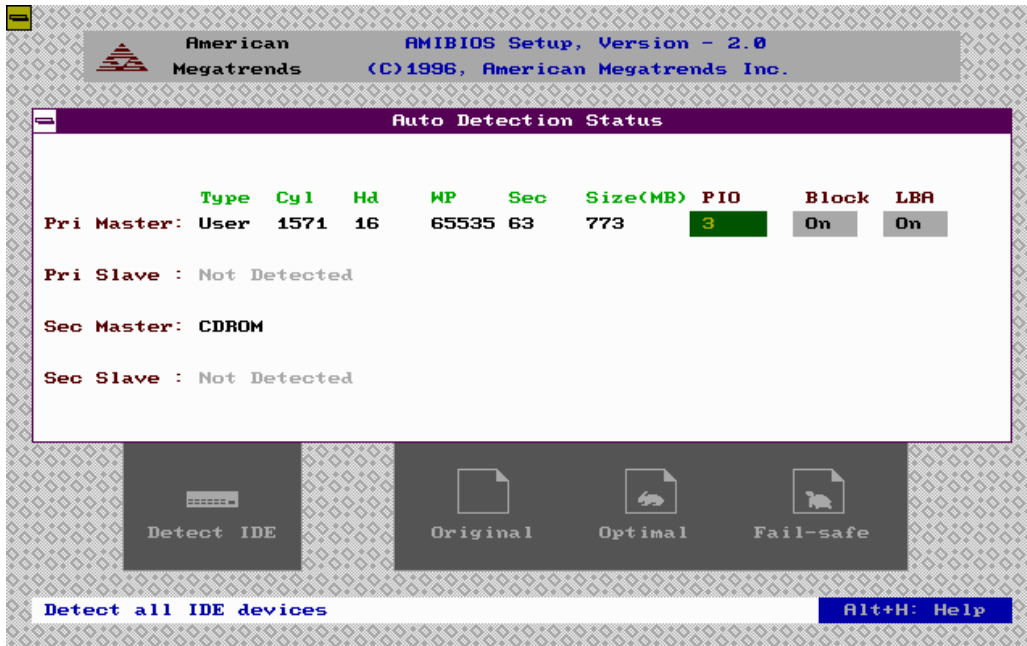 American AMIBIOS Setup, Version - 2.0
Megatrends (C)1996, American Megatrends Inc.
Auto Detection Status
Type Cyl Hd WP Sec Size(MB) PIO Block LBA
Pri Master: User 1571 16 65535 63 773 3 On On
Pri Slave : Not Detected
Sec Master: CDROM
Sec Slave : Not Detected
Detect IDE Original Optimal Fail-safe
Detect all IDE devices Alt+H: Help